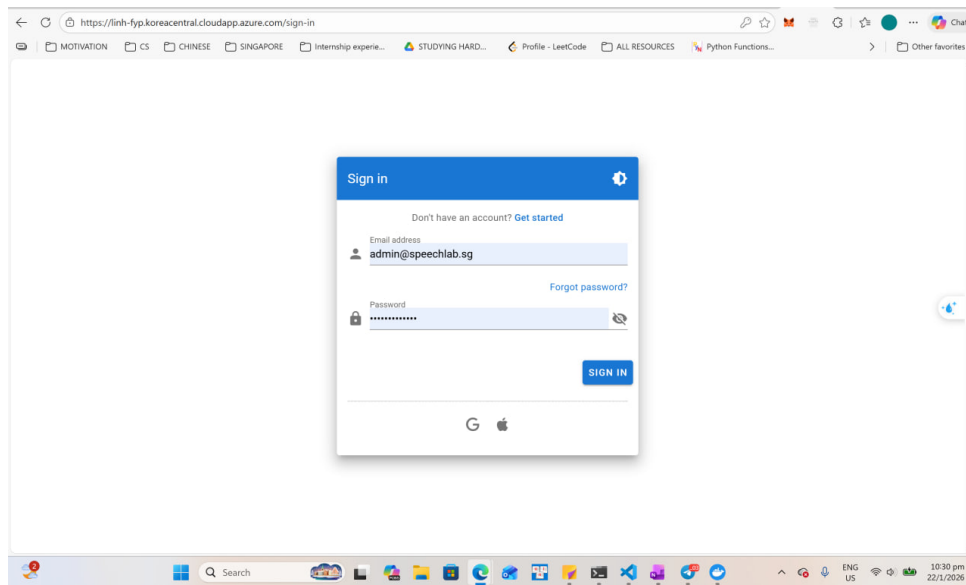 https://linh-fyp.koreacentral.cloudapp.azure.com/sign-in
Chat
MOTIVATION CS CHINESE SINGAPORE Internship experie... STUDYING HARD... Profile - LeetCode ALL RESOURCES Python Functions... Other favorites
Sign in
Don't have an account? Get started
Email address
admin@speechlab.sg
Forgot password?
Password
•••••••••••••
SIGN IN
G
2
Search
ENG
US
10:30 pm
22/1/2026